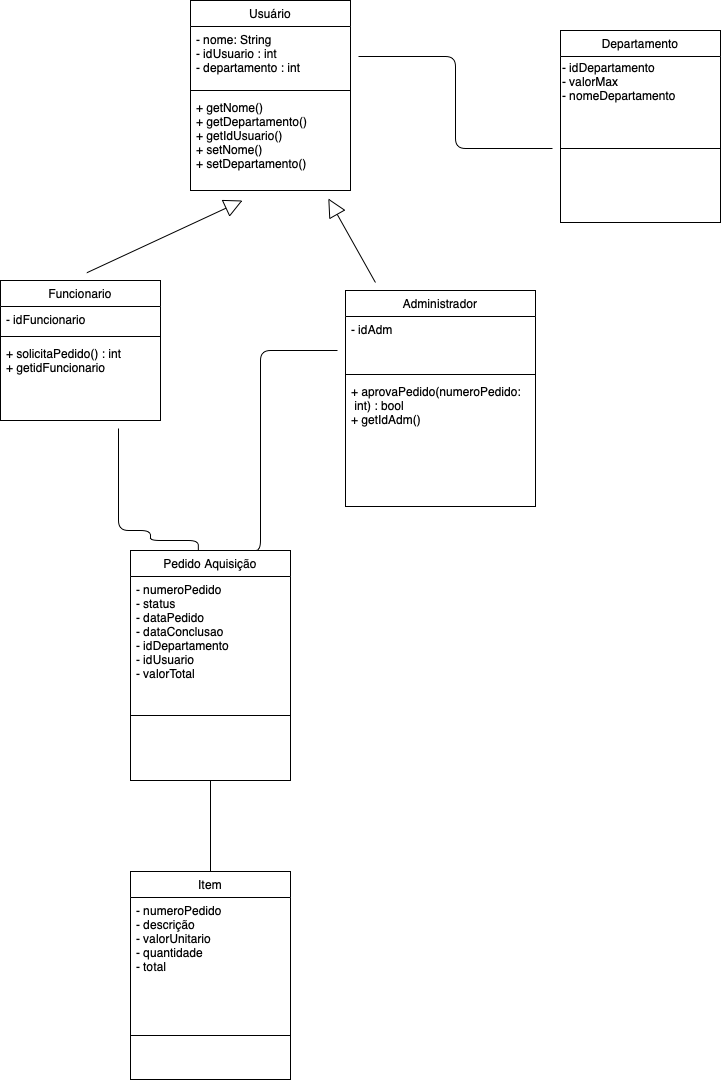 Usuário
- nome: String
- idUsuario : int
- departamento : int
+ getNome()
+ getDepartamento()
+ getIdUsuario()
+ setNome()
+ setDepartamento()
Departamento
- idDepartamento
- valorMax
- nomeDepartamento
Funcionario
- idFuncionario
+ solicitaPedido() : int
+ getidFuncionario
Administrador
- idAdm
+ aprovaPedido(numeroPedido:
int) : bool
+ getIdAdm()
Pedido Aquisição
- numeroPedido
- status
- dataPedido
- dataConclusao
- idDepartamento
- idUsuario
- valorTotal
Item
- numeroPedido
- descrição
- valorUnitario
- quantidade
- total